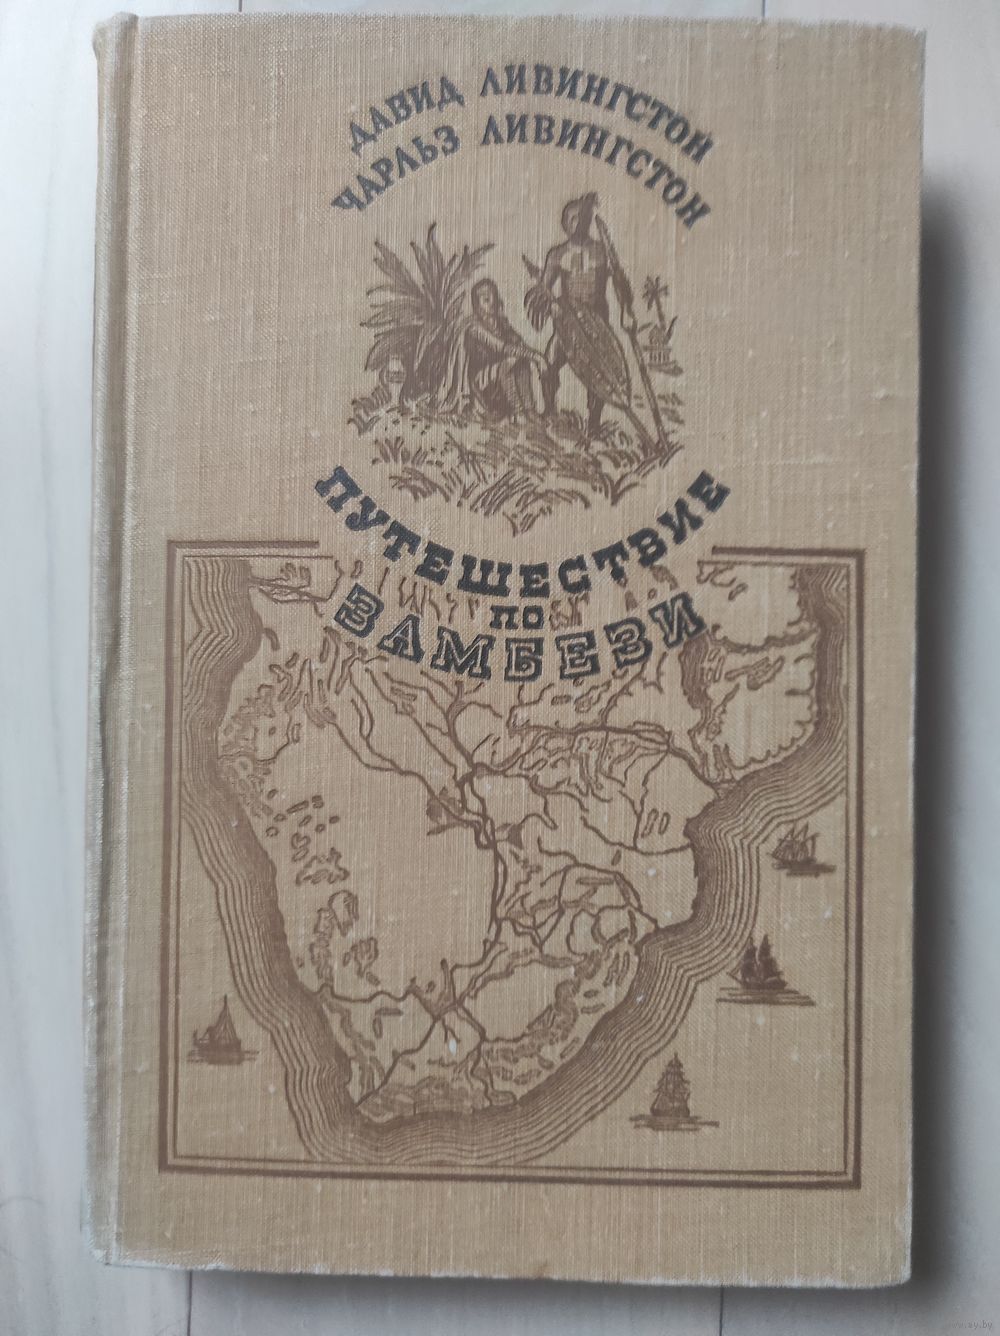 ДАВИД ЛИВИНГСТОН
ЧАРЛЬЗ ЛИВИНГСТОН
ПУТЕШЕСТВИЕ
ПО
ЗАМБЕЗИ